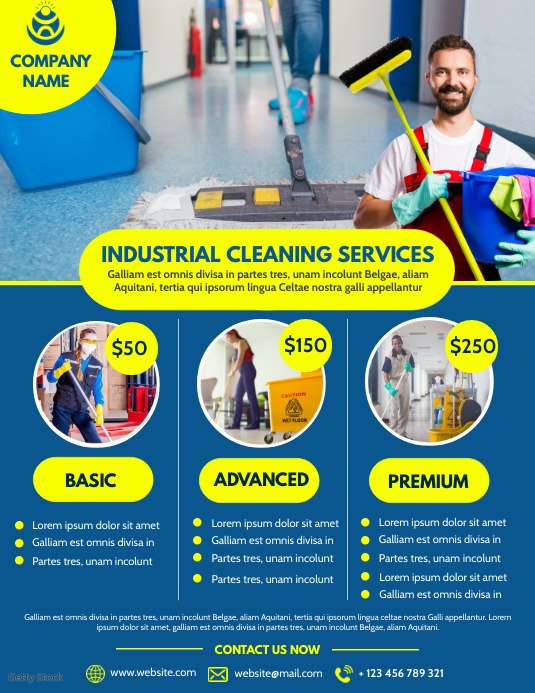 COMPANY
NAME
INDUSTRIAL CLEANING SERVICES
Galliam est omnis divisa in partes tres, unam incolunt Belgae, aliam
Aquitani, tertia qui ipsorum lingua Celtae nostra galli appellantur
$50
$150
$250
CAUTION
WET FLOOR
BASIC
ADVANCED
PREMIUM
Lorem ipsum dolor sit amet
Galliam est omnis divisa in
Partes tres, unam incolunt
Lorem ipsum dolor sit amet
Galliam est omnis divisa in
Partes tres, unam incolunt
Partes tres, unam incolunt
Lorem ipsum dolor sit amet
Galliam est omnis divisa in
Partes tres, unam incolunt
Lorem ipsum dolor sit amet
Galliam est omnis divisa in
Galliam est omnis divisa in partes tres, unam incolunt Belgae, aliam Aquitani, tertia qui ipsorum lingua Celtae nostra Galli appellantur. Lorem
ipsum dolor sit amet, galliam est omnis divisa in partes tres, unam incolunt Belgae, aliam Aquitani.
CONTACT US NOW
Getty Stock
www.website.com
website@mail.com
+ 123 456 789 321